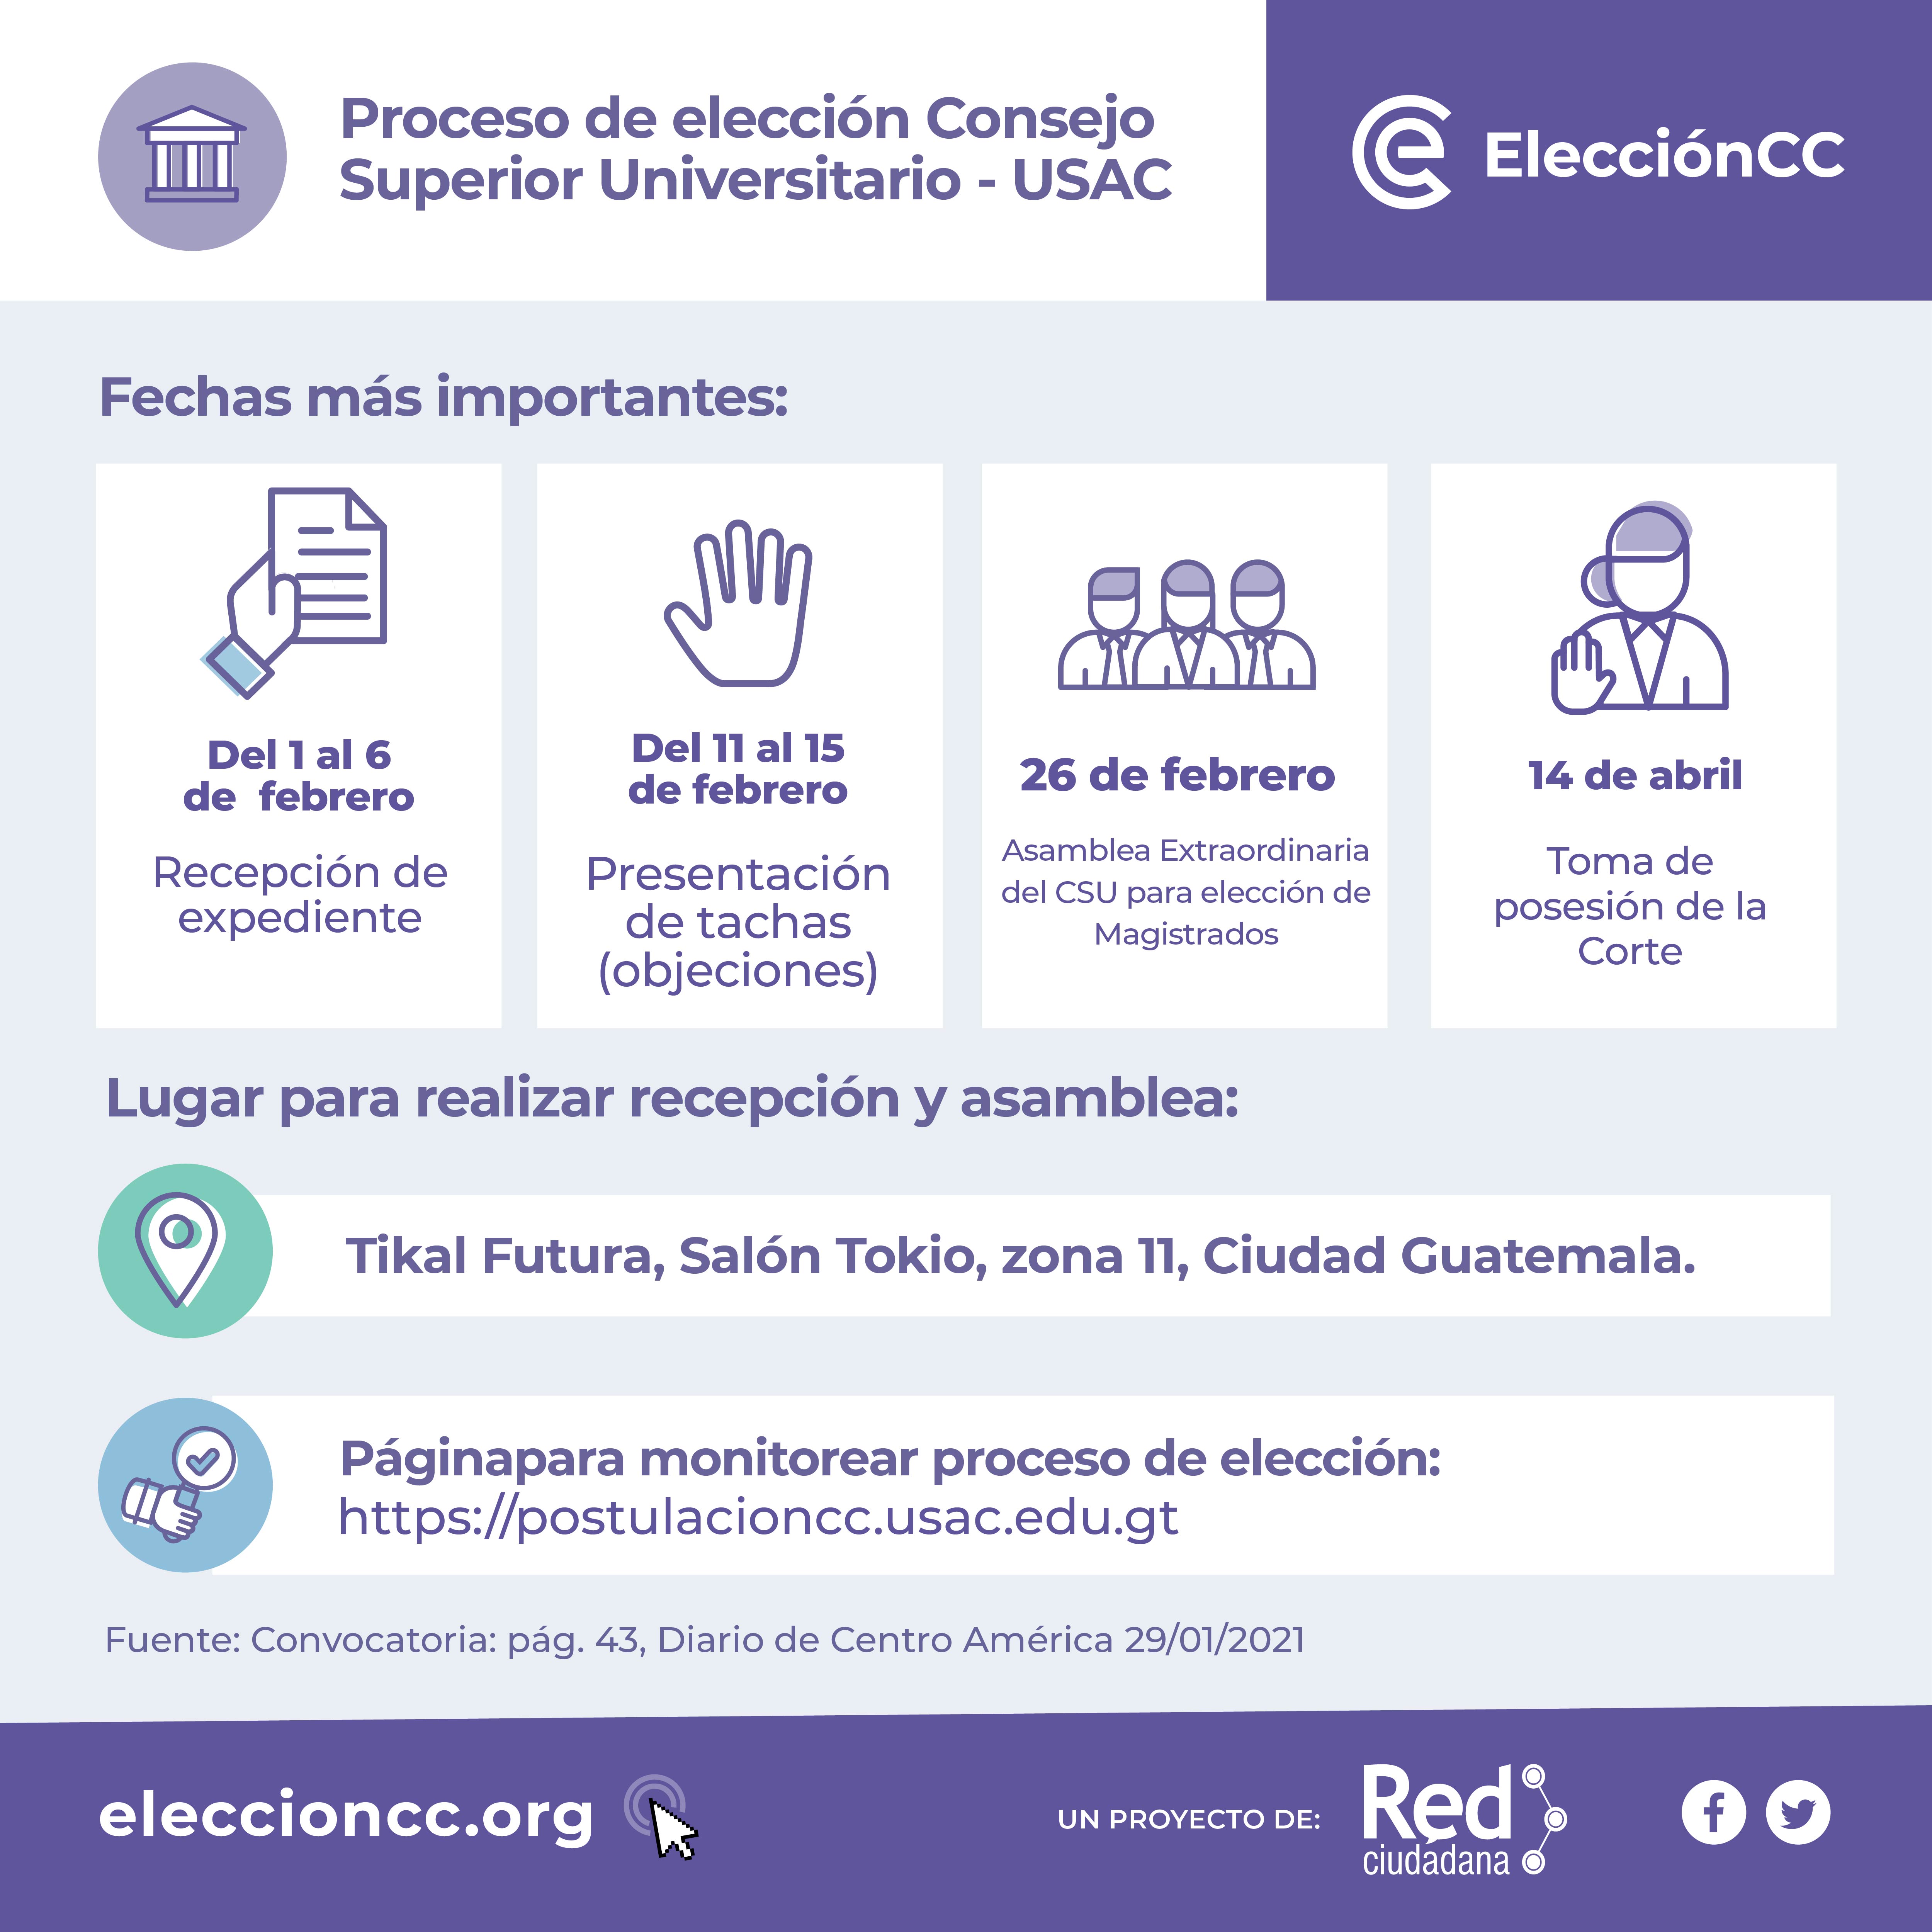 Proceso de elección Consejo
Superior Universitario - USAC
ElecciónCC
Fechas más importantes:
Del 1 al 6
de febrero
Recepción de
expediente
Del 11 al 15
de febrero
Presentación
de tachas
(objeciones)
26 de febrero
Asamblea Extraordinaria
del CSU para elección de
Magistrados
14 de abril
Toma de
posesión de la
Corte
Lugar para realizar recepción y asamblea:
Tikal Futura, Salón Tokio, zona 11, Ciudad Guatemala.
Páginapara monitorear proceso de elección:
https://postulacioncc.usac.edu.gt
Fuente: Convocatoria: pág. 43, Diario de Centro América 29/01/2021
eleccioncc.org
UN PROYECTO DE:
Red
ciudadana